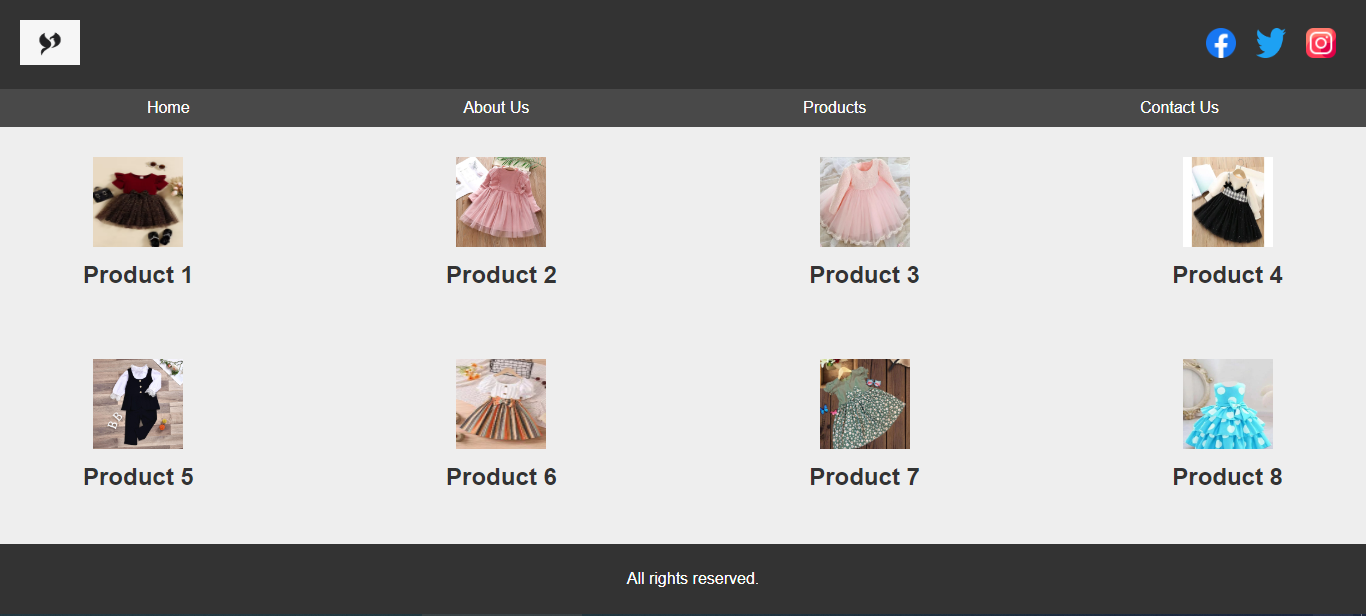 Home About Us Products Contact Us
Product 1 Product 2 Product 3 Product 4
Product 5 Product 6 Product 7 Product 8
All rights reserved.